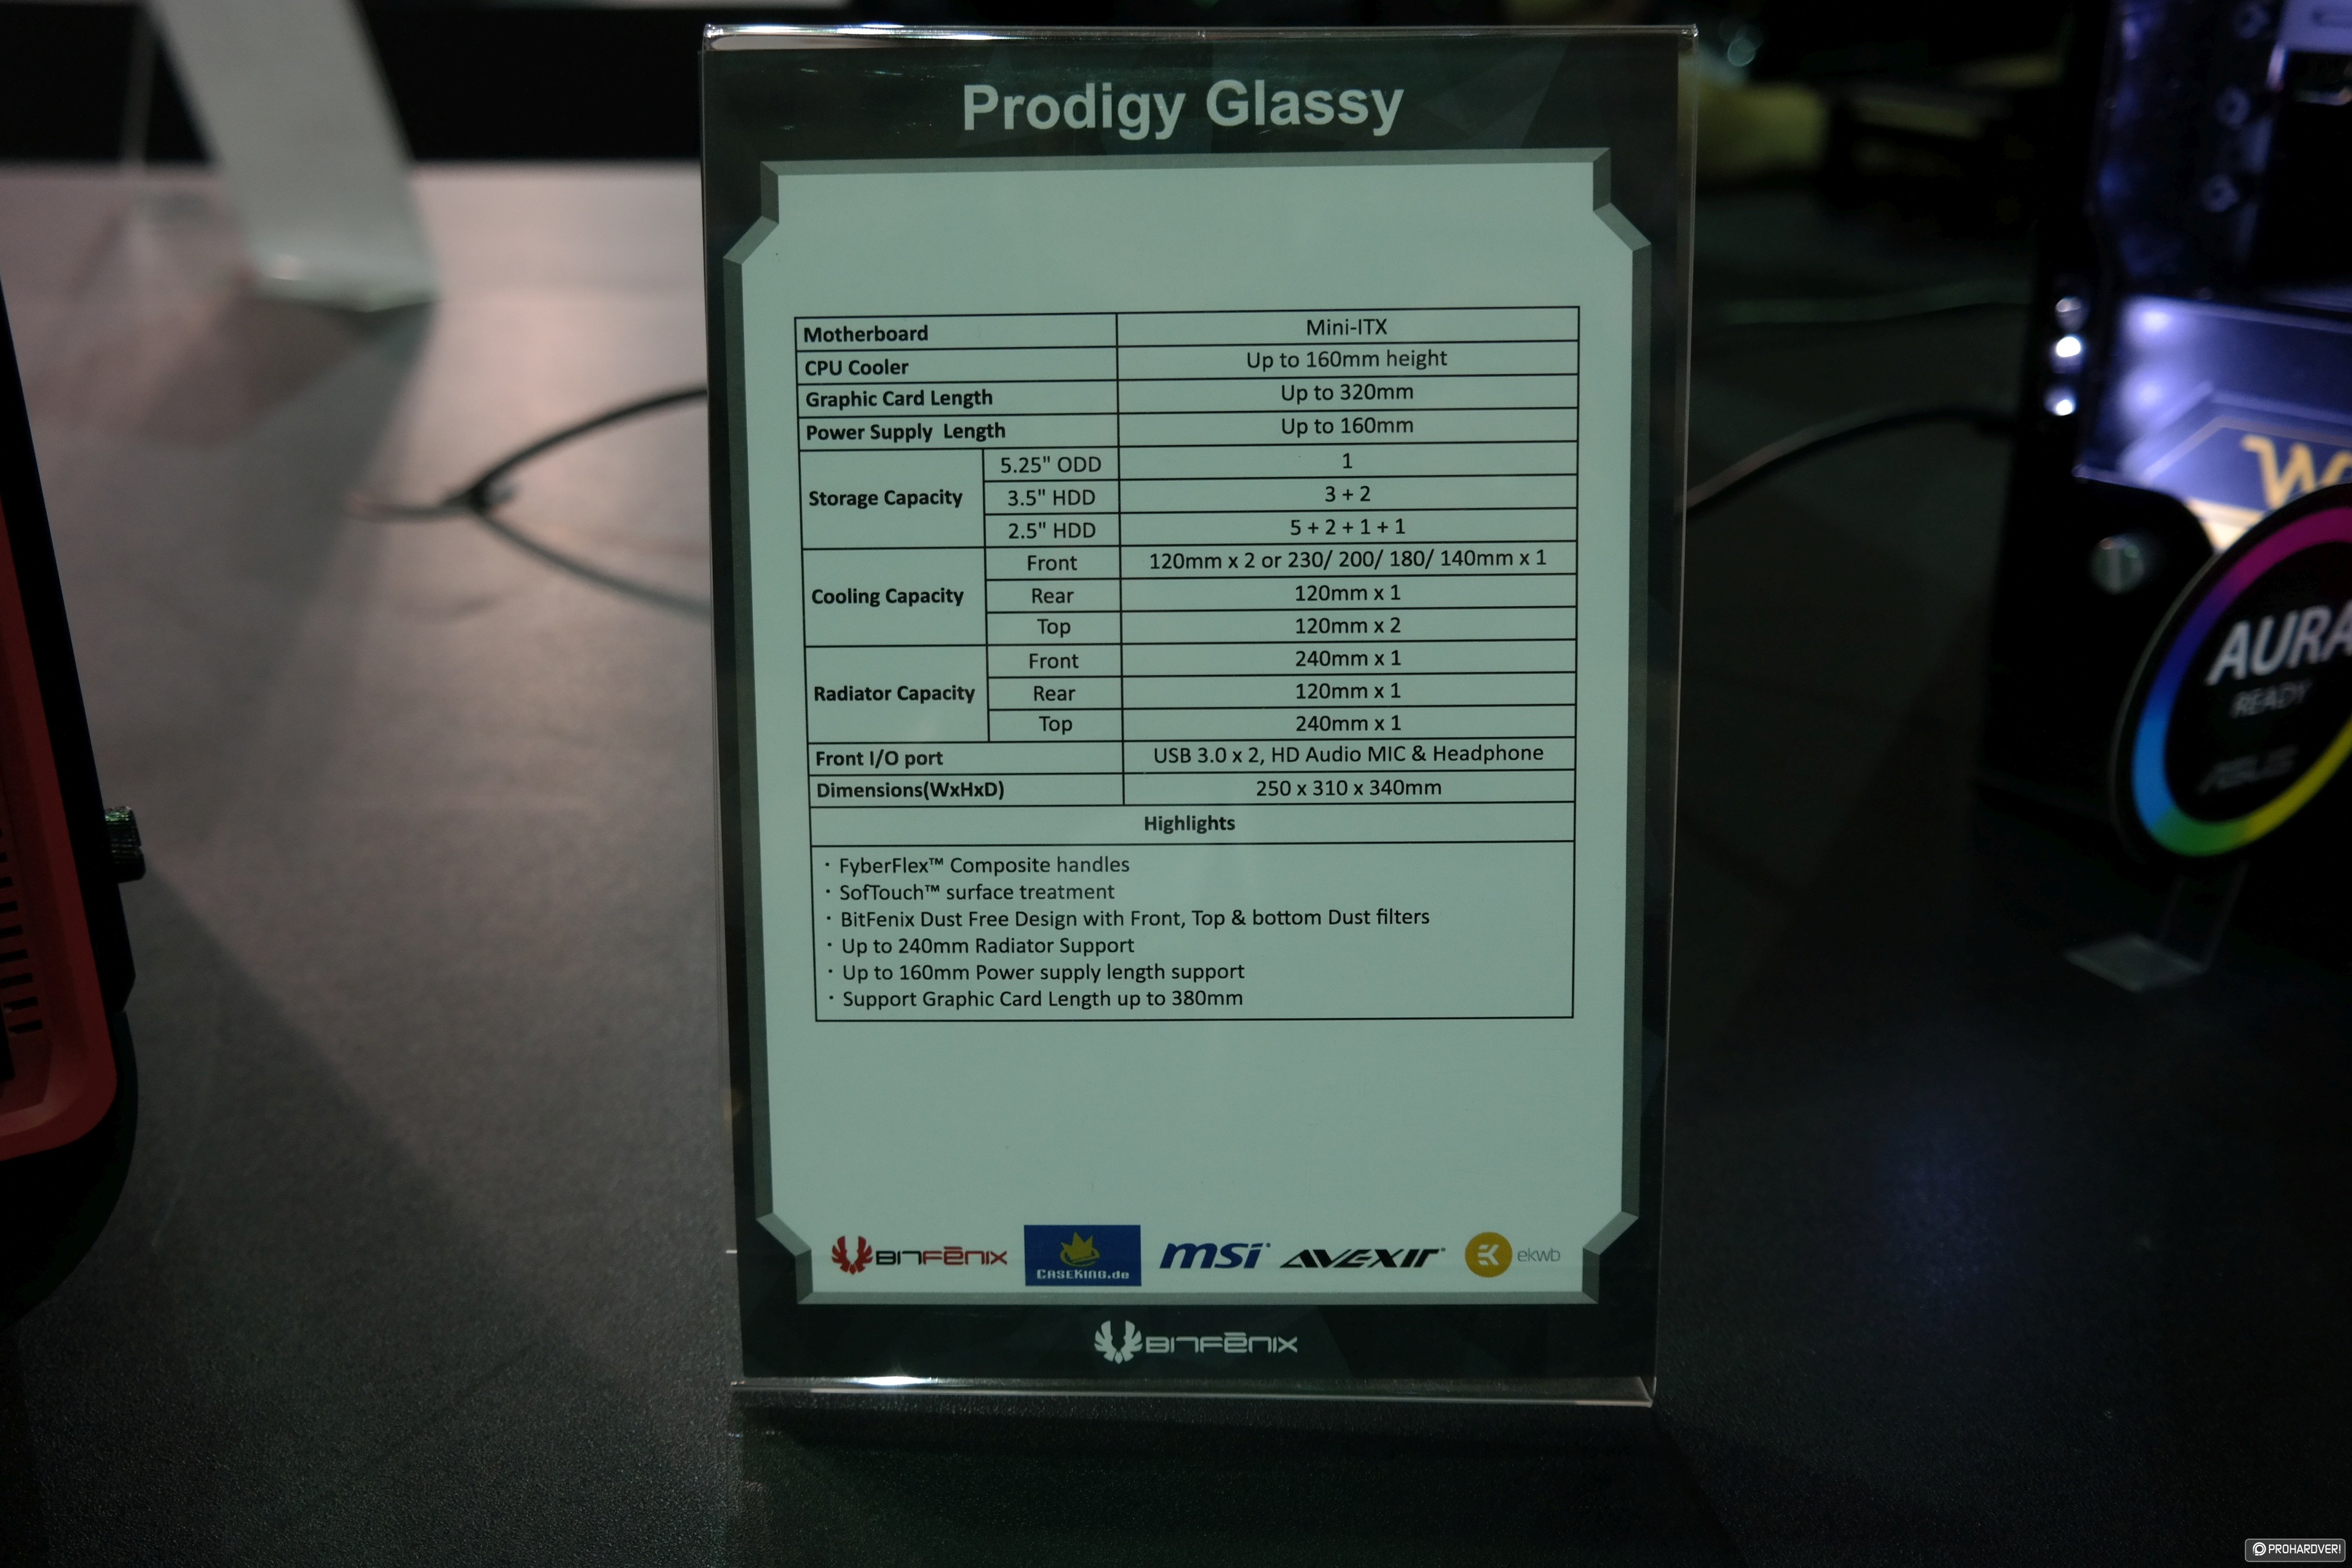 Prodigy Glassy
Motherboard Mini-ITX
CPU Cooler Up to 160mm height
Graphic Card Length Up to 320mm
Power Supply Length Up to 160mm
Storage Capacity 5.25" ODD 1
3.5" HDD 3 + 2
2.5" HDD 5 + 2 + 1 + 1
Cooling Capacity Front 120mm x 2 or 230/ 200/ 180/ 140mm x 1
Rear 120mm x 1
Top 120mm x 2
Radiator Capacity Front 240mm x 1
Rear 120mm x 1
Top 240mm x 1
Front I/O port USB 3.0 x 2, HD Audio MIC & Headphone
Dimensions(WxHxD) 250 x 310 x 340mm
Highlights
· FyberFlex™ Composite handles
· SofTouch™ surface treatment
· BitFenix Dust Free Design with Front, Top & bottom Dust filters
· Up to 240mm Radiator Support
· Up to 160mm Power supply length support
· Support Graphic Card Length up to 380mm
BITFENIX CASEKING.de msi AVEXIR ekwb
BITFENIX
AURA
READY
ASUS
PROHARDVER!